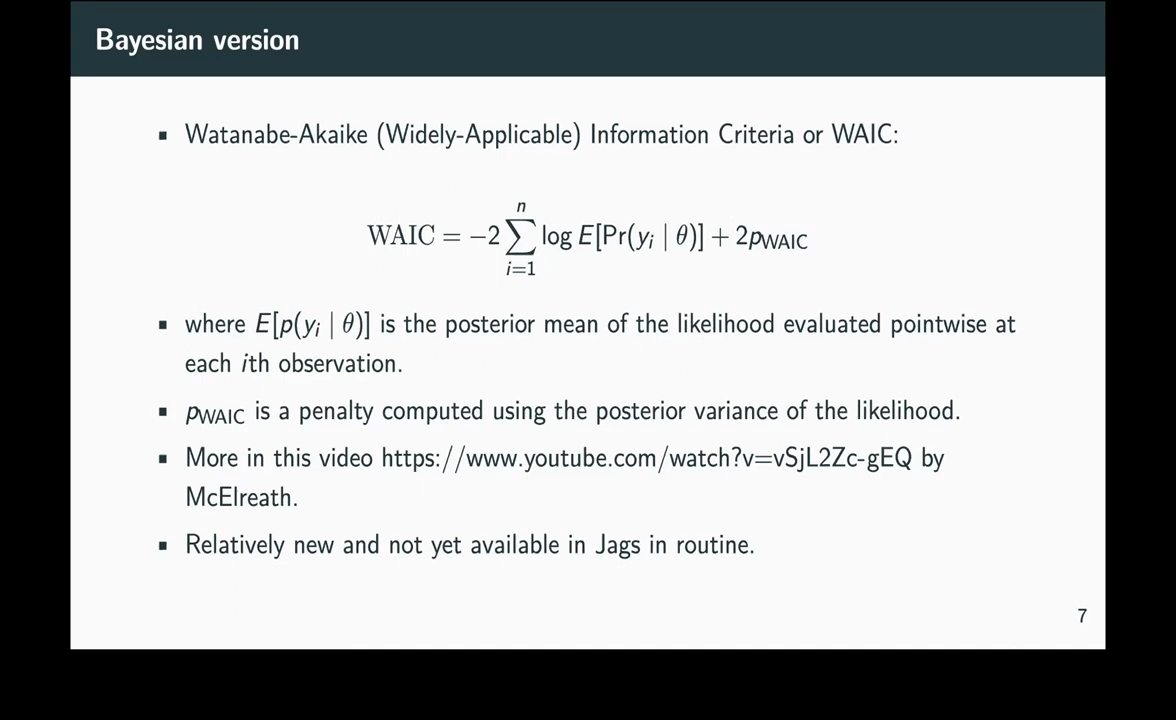 Bayesian version
▪ Watanabe-Akaike (Widely-Applicable) Information Criteria or WAIC:
WAIC = −2 ∑_{i=1}^{n} log E[Pr(y_i | θ)] + 2p_WAIC
▪ where E[p(y_i | θ)] is the posterior mean of the likelihood evaluated pointwise at
each ith observation.
▪ p_WAIC is a penalty computed using the posterior variance of the likelihood.
▪ More in this video https://www.youtube.com/watch?v=vSjL2Zc-gEQ by
McElreath.
▪ Relatively new and not yet available in Jags in routine.
7